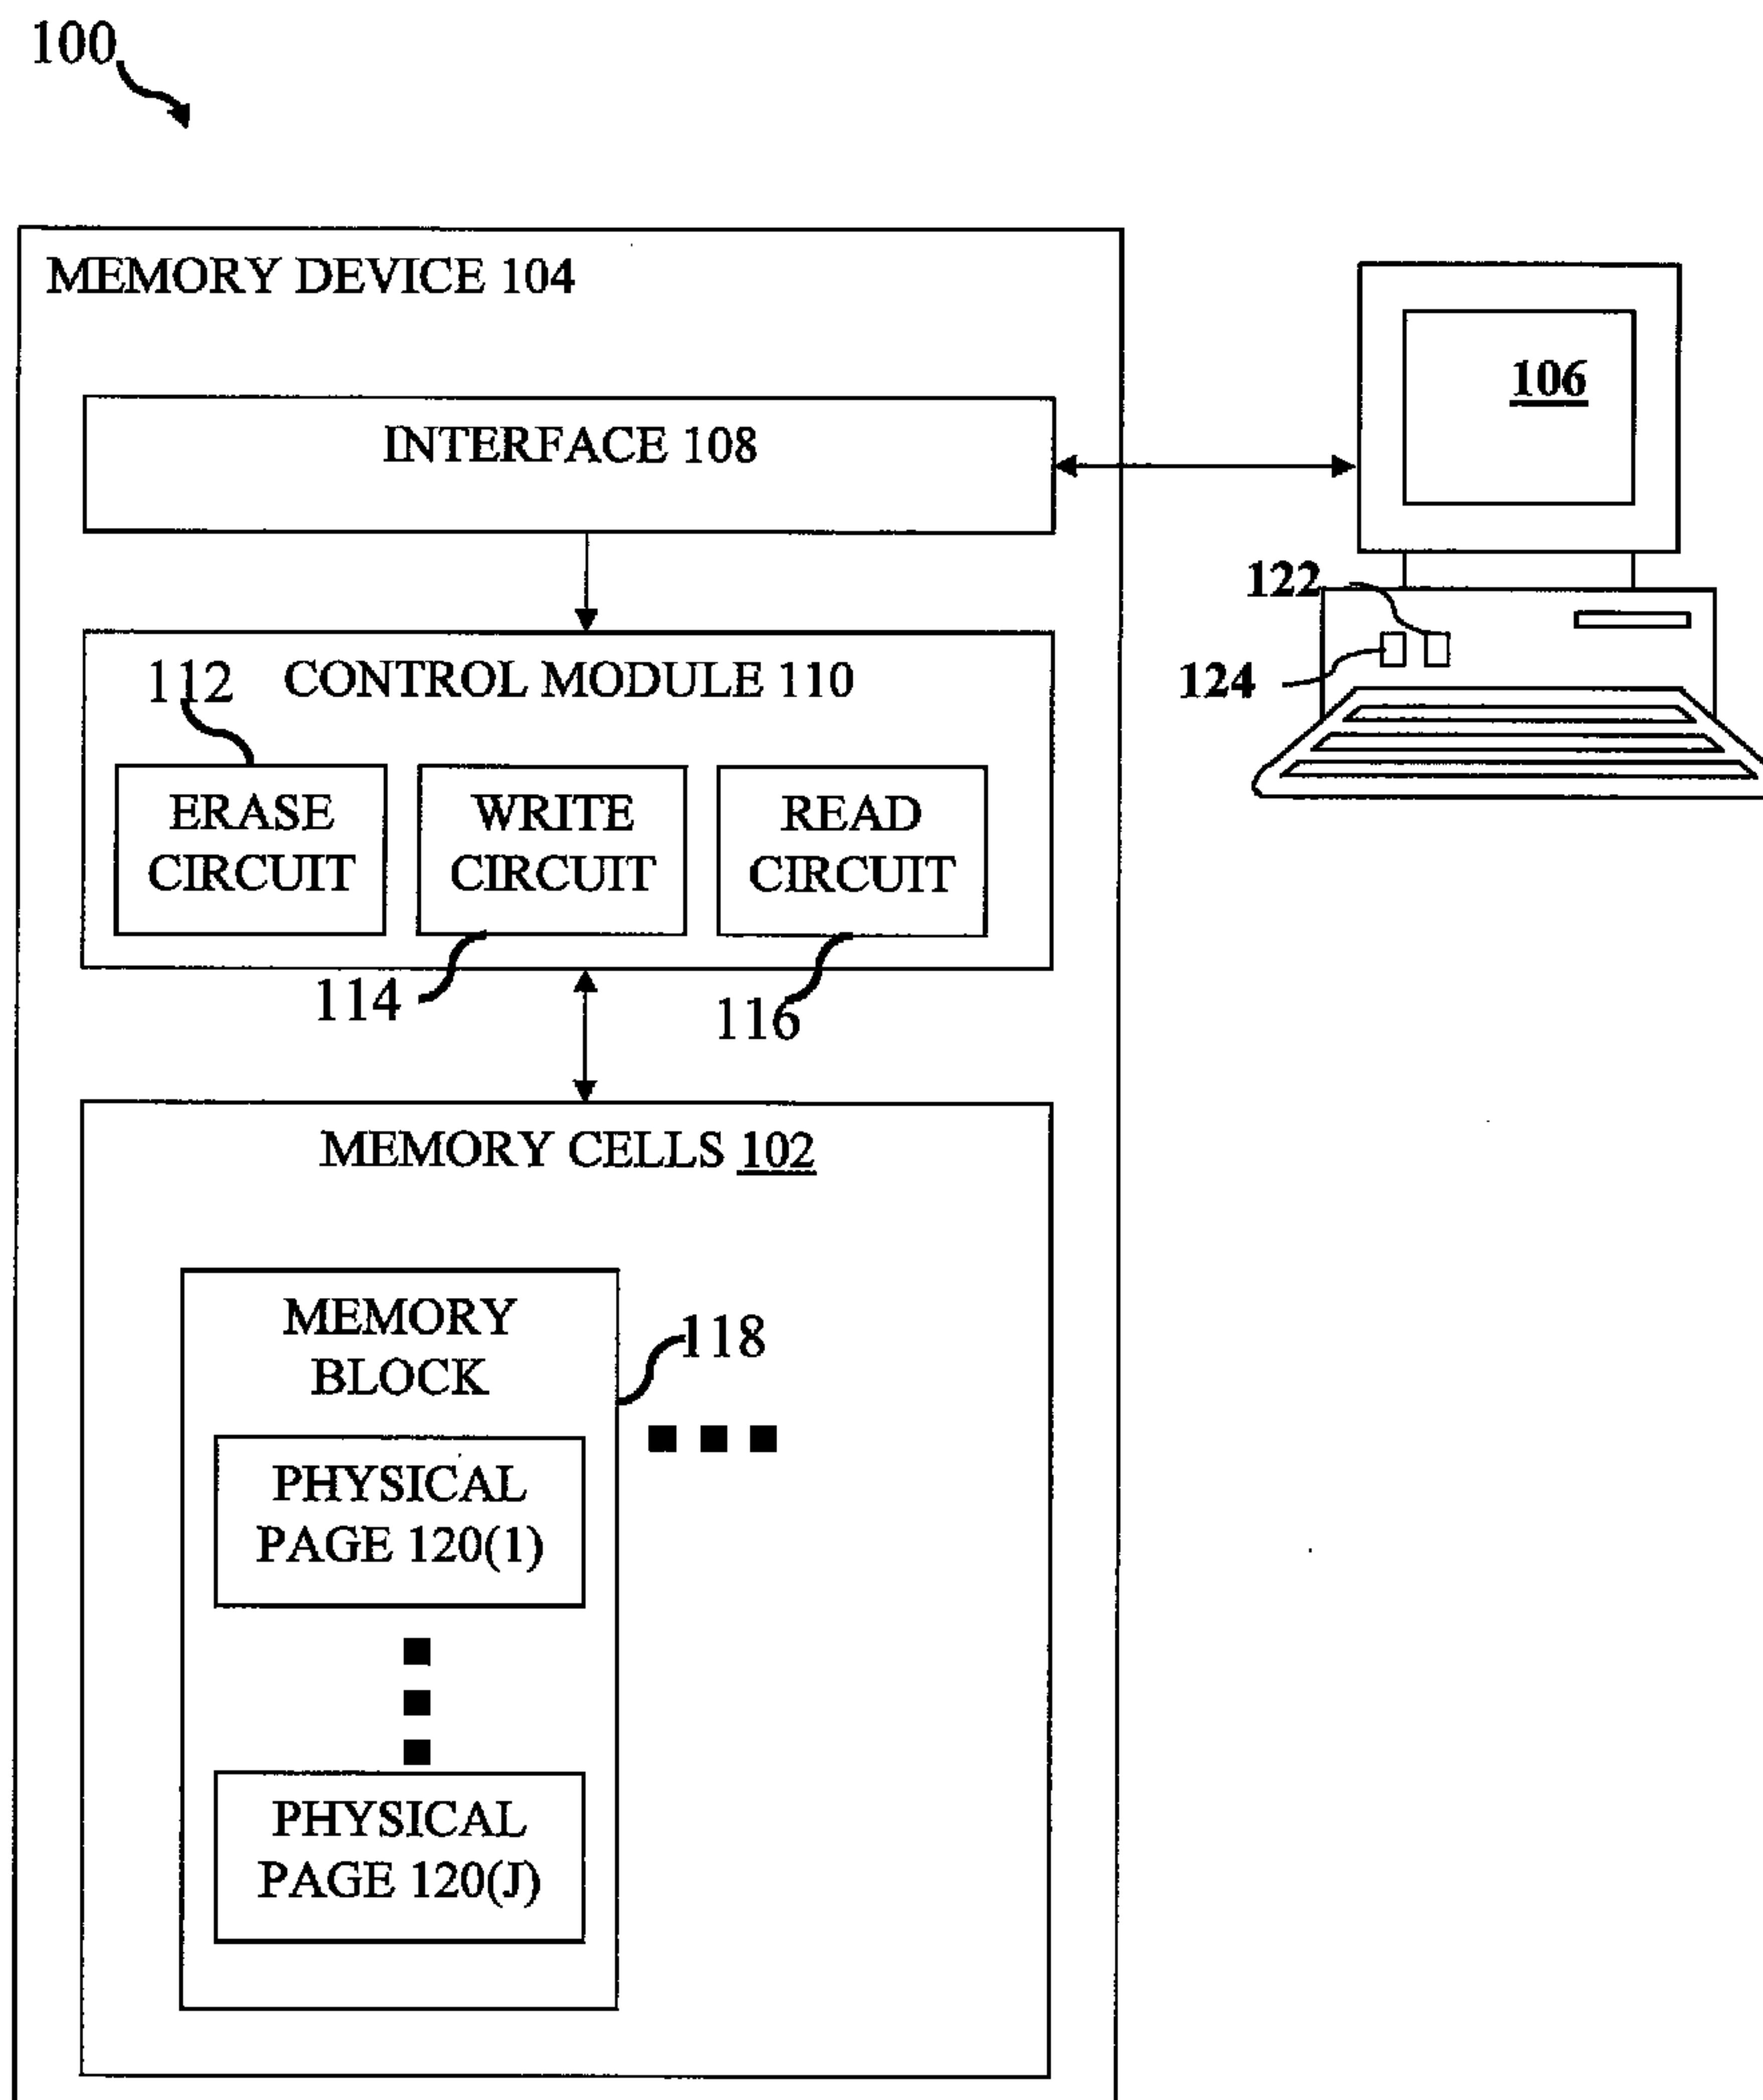 100
MEMORY DEVICE 104
INTERFACE 108
106
122
124
112
CONTROL MODULE 110
ERASE
CIRCUIT
WRITE
CIRCUIT
READ
CIRCUIT
114
116
MEMORY CELLS 102
MEMORY
BLOCK
118
PHYSICAL
PAGE 120(1)
PHYSICAL
PAGE 120(J)